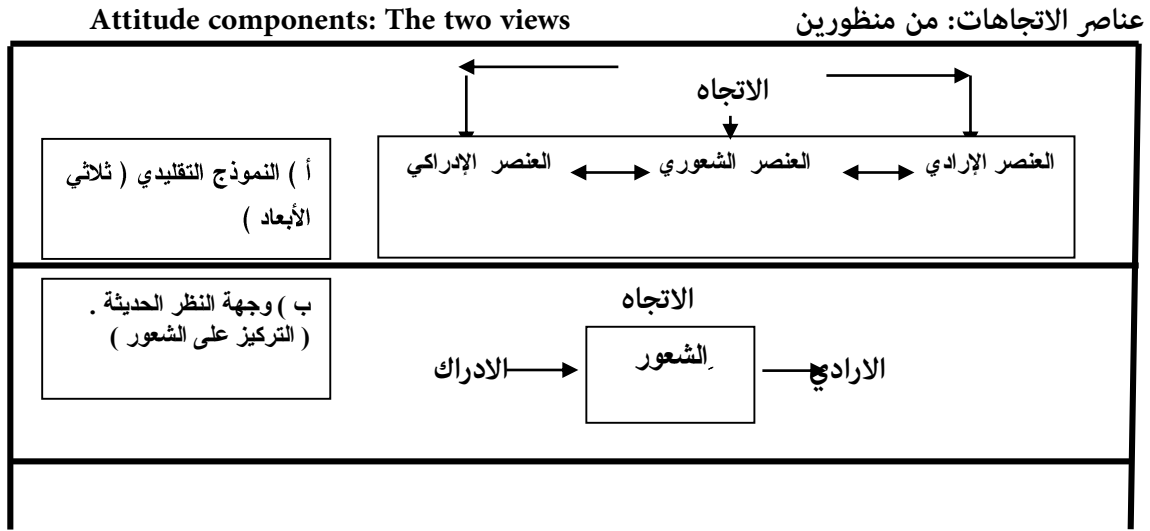 عناصر الاتجاهات: من منظورين
Attitude components: The two views
الاتجاه
العنصر الإرادي
العنصر الشعوري
العنصر الإدراكي
أ ) النموذج التقليدي ( ثلاثي
الأبعاد )
الاتجاه
الارادي
الشعور
الادراك
ب ) وجهة النظر الحديثة .
( التركيز على الشعور )